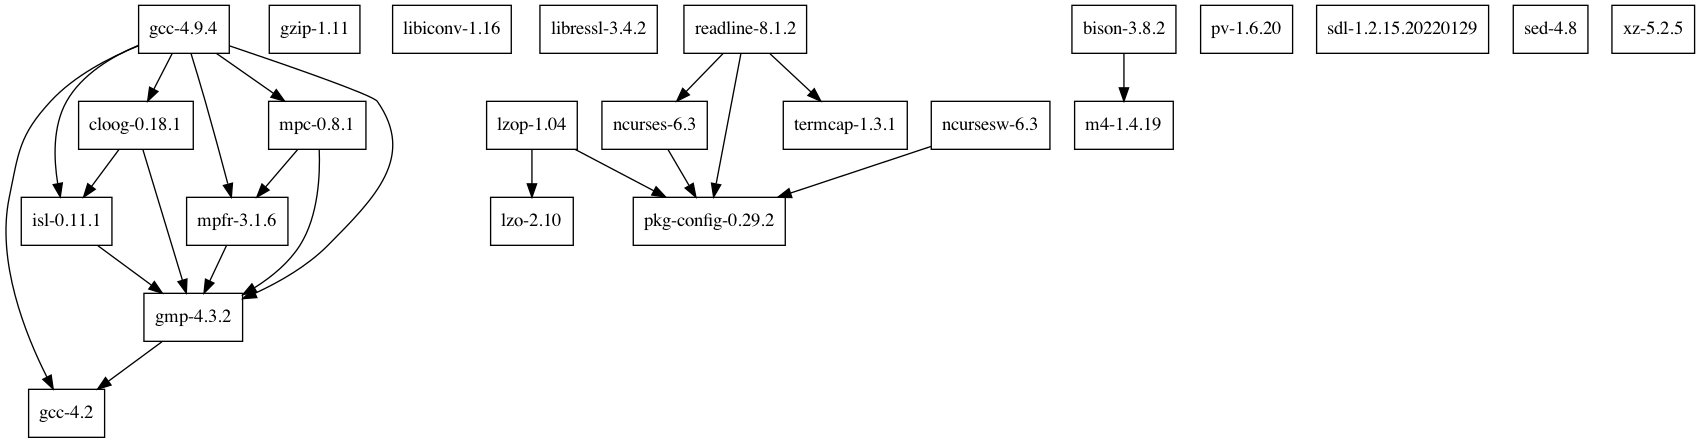 gcc-4.9.4
gzip-1.11
libiconv-1.16
libressl-3.4.2
readline-8.1.2
bison-3.8.2
pv-1.6.20
sdl-1.2.15.20220129
sed-4.8
xz-5.2.5
cloog-0.18.1
mpc-0.8.1
lzop-1.04
ncurses-6.3
termcap-1.3.1
ncursesw-6.3
m4-1.4.19
isl-0.11.1
mpfr-3.1.6
lzo-2.10
pkg-config-0.29.2
gmp-4.3.2
gcc-4.2